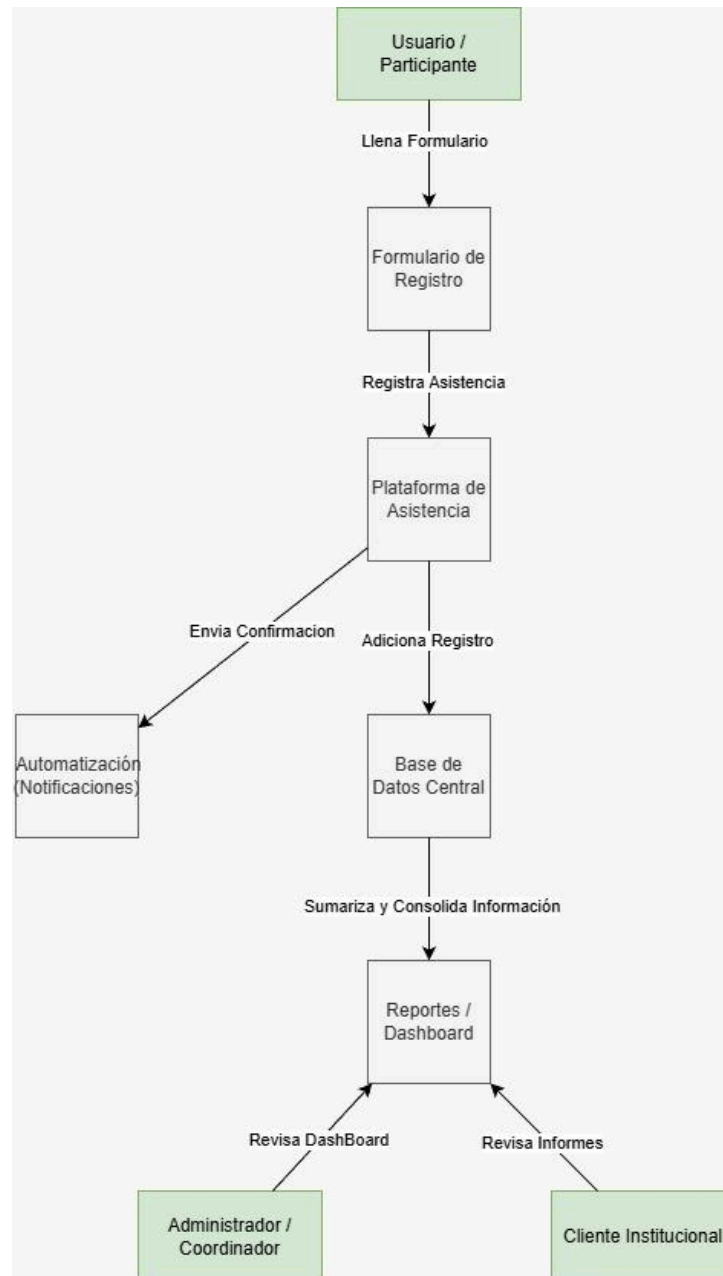 Usuario /
Participante
Llena Formulario
Formulario de
Registro
Registra Asistencia
Plataforma de
Asistencia
Envia Confirmacion
Adiciona Registro
Automatización
(Notificaciones)
Base de
Datos Central
Sumariza y Consolida Información
Reportes /
Dashboard
Revisa DashBoard
Revisa Informes
Administrador /
Coordinador
Cliente Institucional